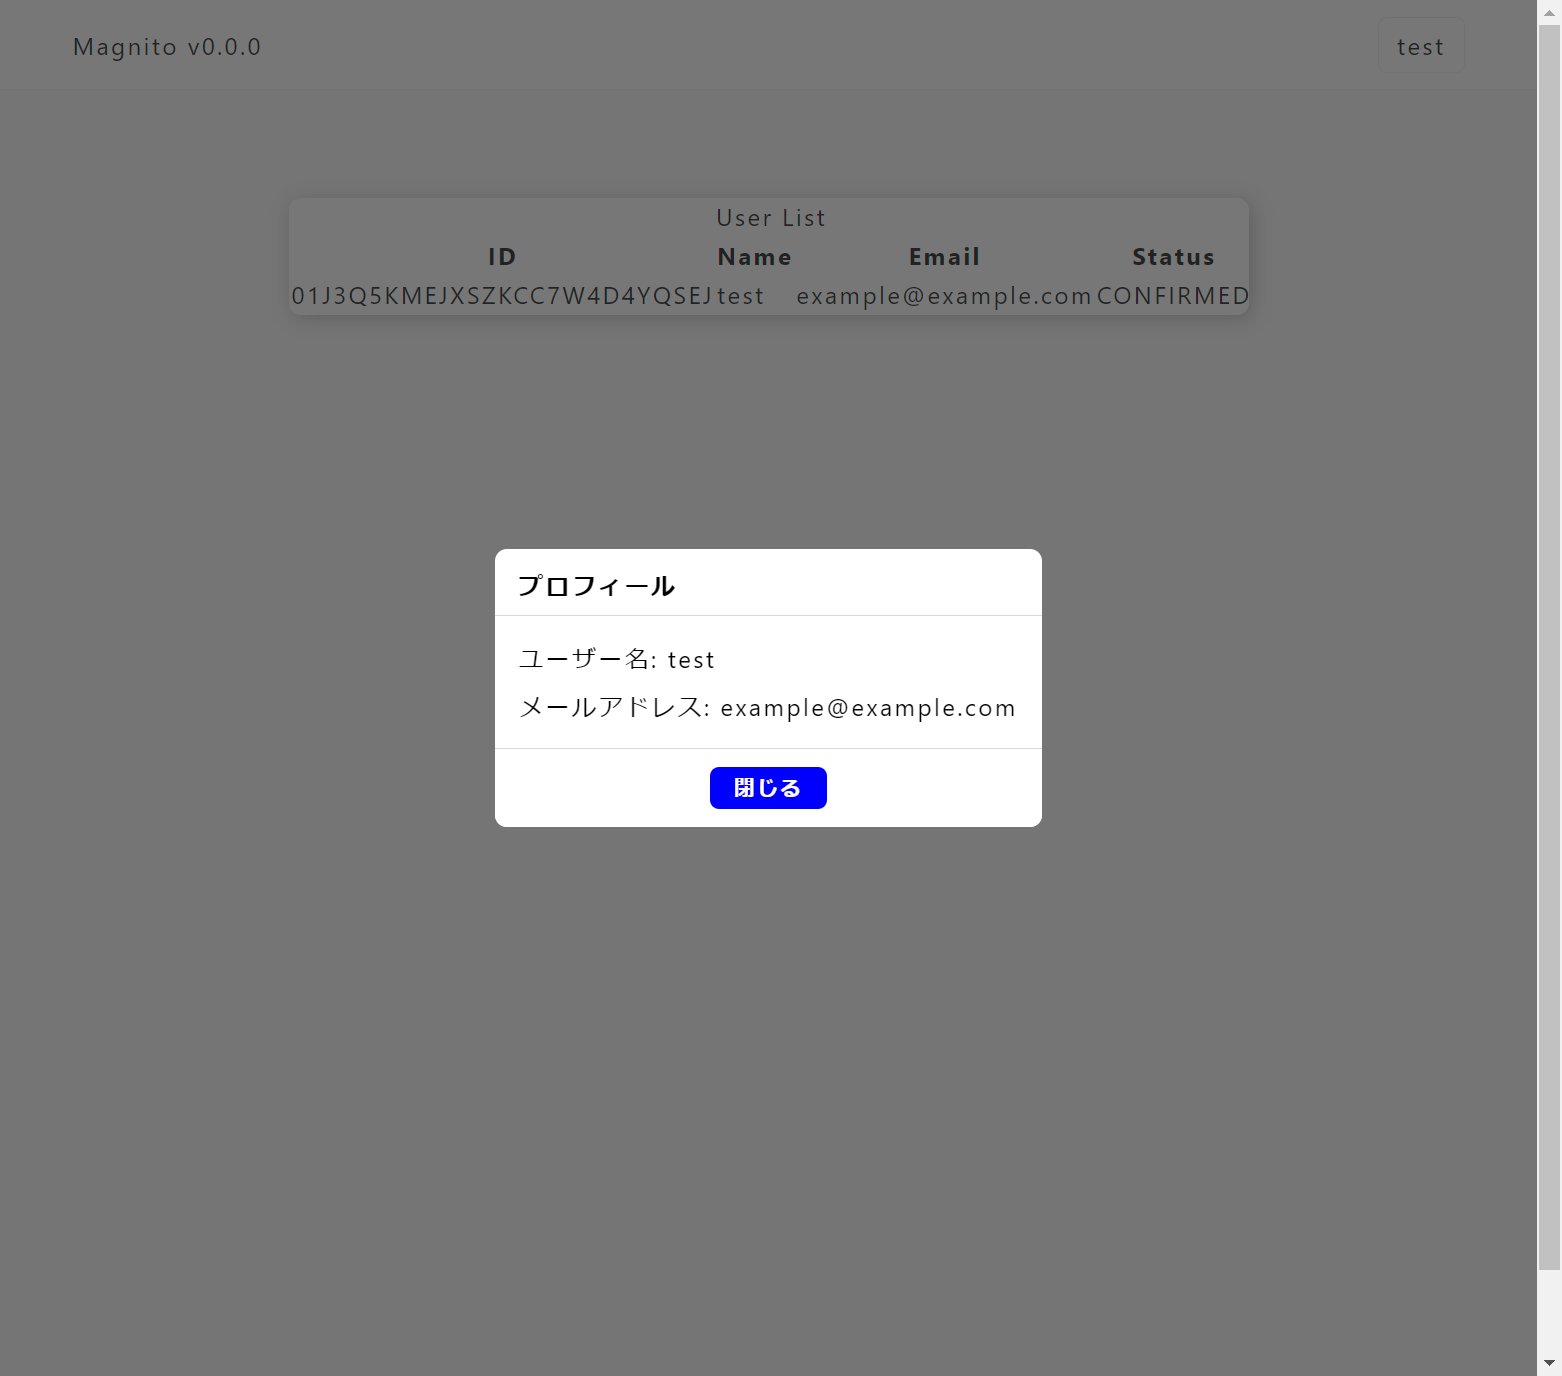 Magnito v0.0.0
test
User List
ID Name Email Status
01J3Q5KMEJXSZKCC7W4D4YQSEJ test example@example.com CONFIRMED
プロフィール
ユーザー名: test
メールアドレス: example@example.com
閉じる